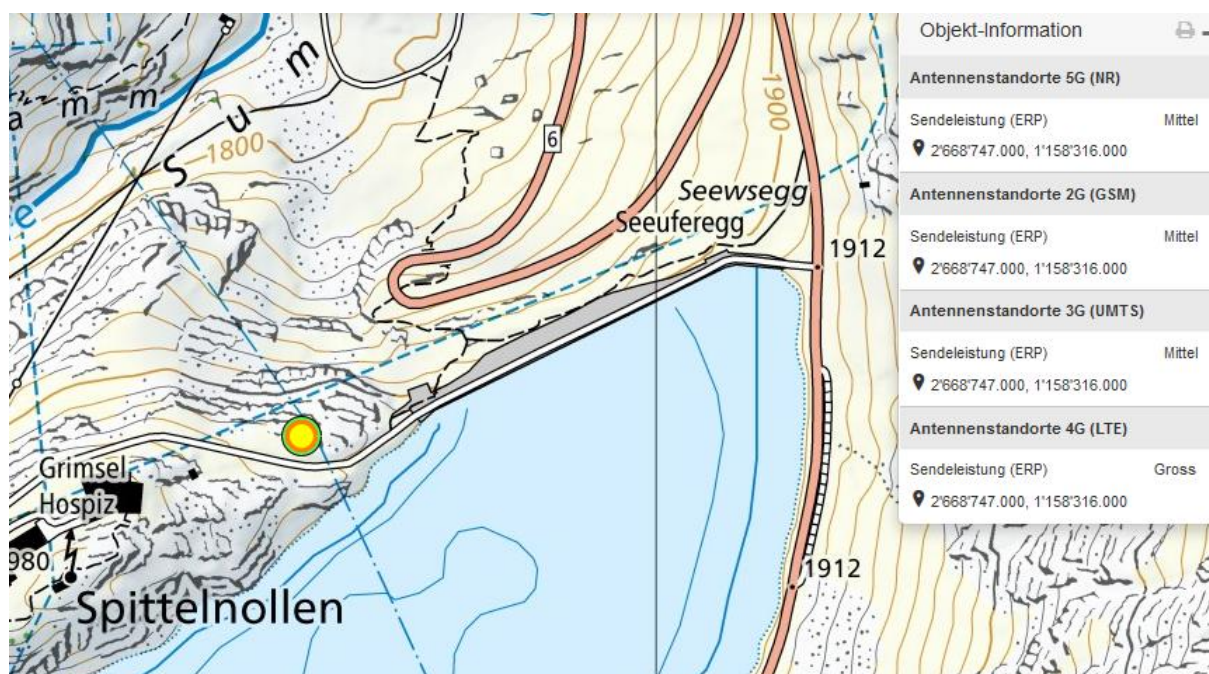 m
m
a
m
u
S
e
1800
6
1900
Seewsegg
Seeuferegg
1912
Grimsel
Hospiz
980
Spittelnollen
1912
Objekt-Information
Antennenstandorte 5G (NR)
Sendeleistung (ERP) Mittel
2'668'747.000, 1'158'316.000
Antennenstandorte 2G (GSM)
Sendeleistung (ERP) Mittel
2'668'747.000, 1'158'316.000
Antennenstandorte 3G (UMTS)
Sendeleistung (ERP) Mittel
2'668'747.000, 1'158'316.000
Antennenstandorte 4G (LTE)
Sendeleistung (ERP) Gross
2'668'747.000, 1'158'316.000